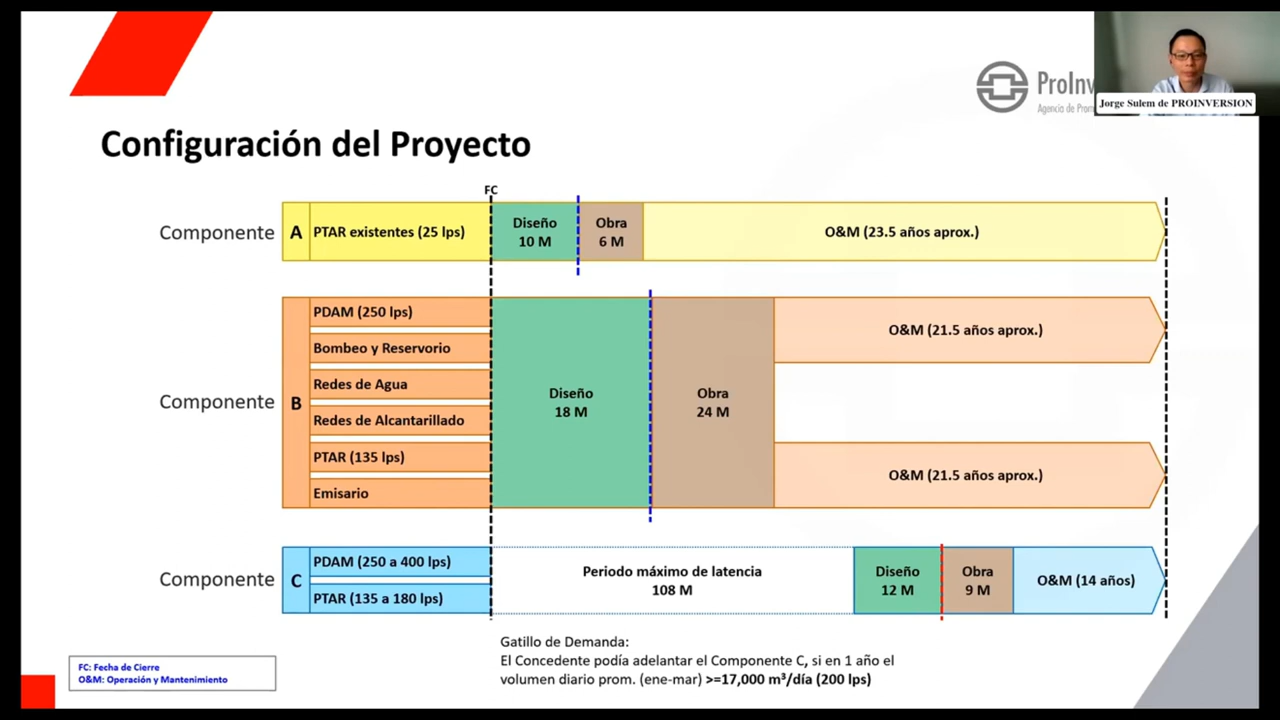 Jorge Sulem de PROINVERSION
Configuración del Proyecto
FC
Componente
A
PTAR existentes (25 lps)
Diseño
10 M
Obra
6 M
O&M (23.5 años aprox.)
Componente
B
PDAM (250 lps)
Bombeo y Reservorio
Redes de Agua
Redes de Alcantarillado
PTAR (135 lps)
Emisario
Diseño
18 M
Obra
24 M
O&M (21.5 años aprox.)
O&M (21.5 años aprox.)
Componente
C
PDAM (250 a 400 lps)
PTAR (135 a 180 lps)
Periodo máximo de latencia
108 M
Diseño
12 M
Obra
9 M
O&M (14 años)
Gatillo de Demanda:
El Concedente podía adelantar el Componente C, si en 1 año el
volumen diario prom. (ene-mar) >=17,000 m³/día (200 lps)
FC: Fecha de Cierre
O&M: Operación y Mantenimiento